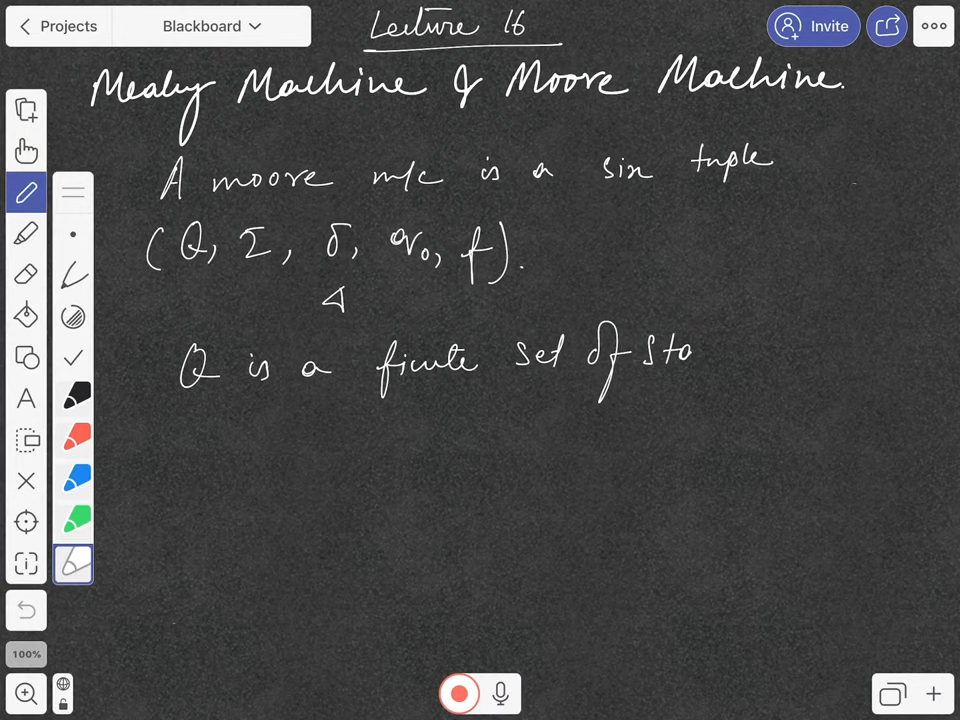 Projects
Blackboard
Invite
Lecture 16
Mealy Machine & Moore Machine.
A moore m/c is a six tuple
(Q, Σ, δ, q0, f).
Δ
Q is a finite set of sta
A
100%